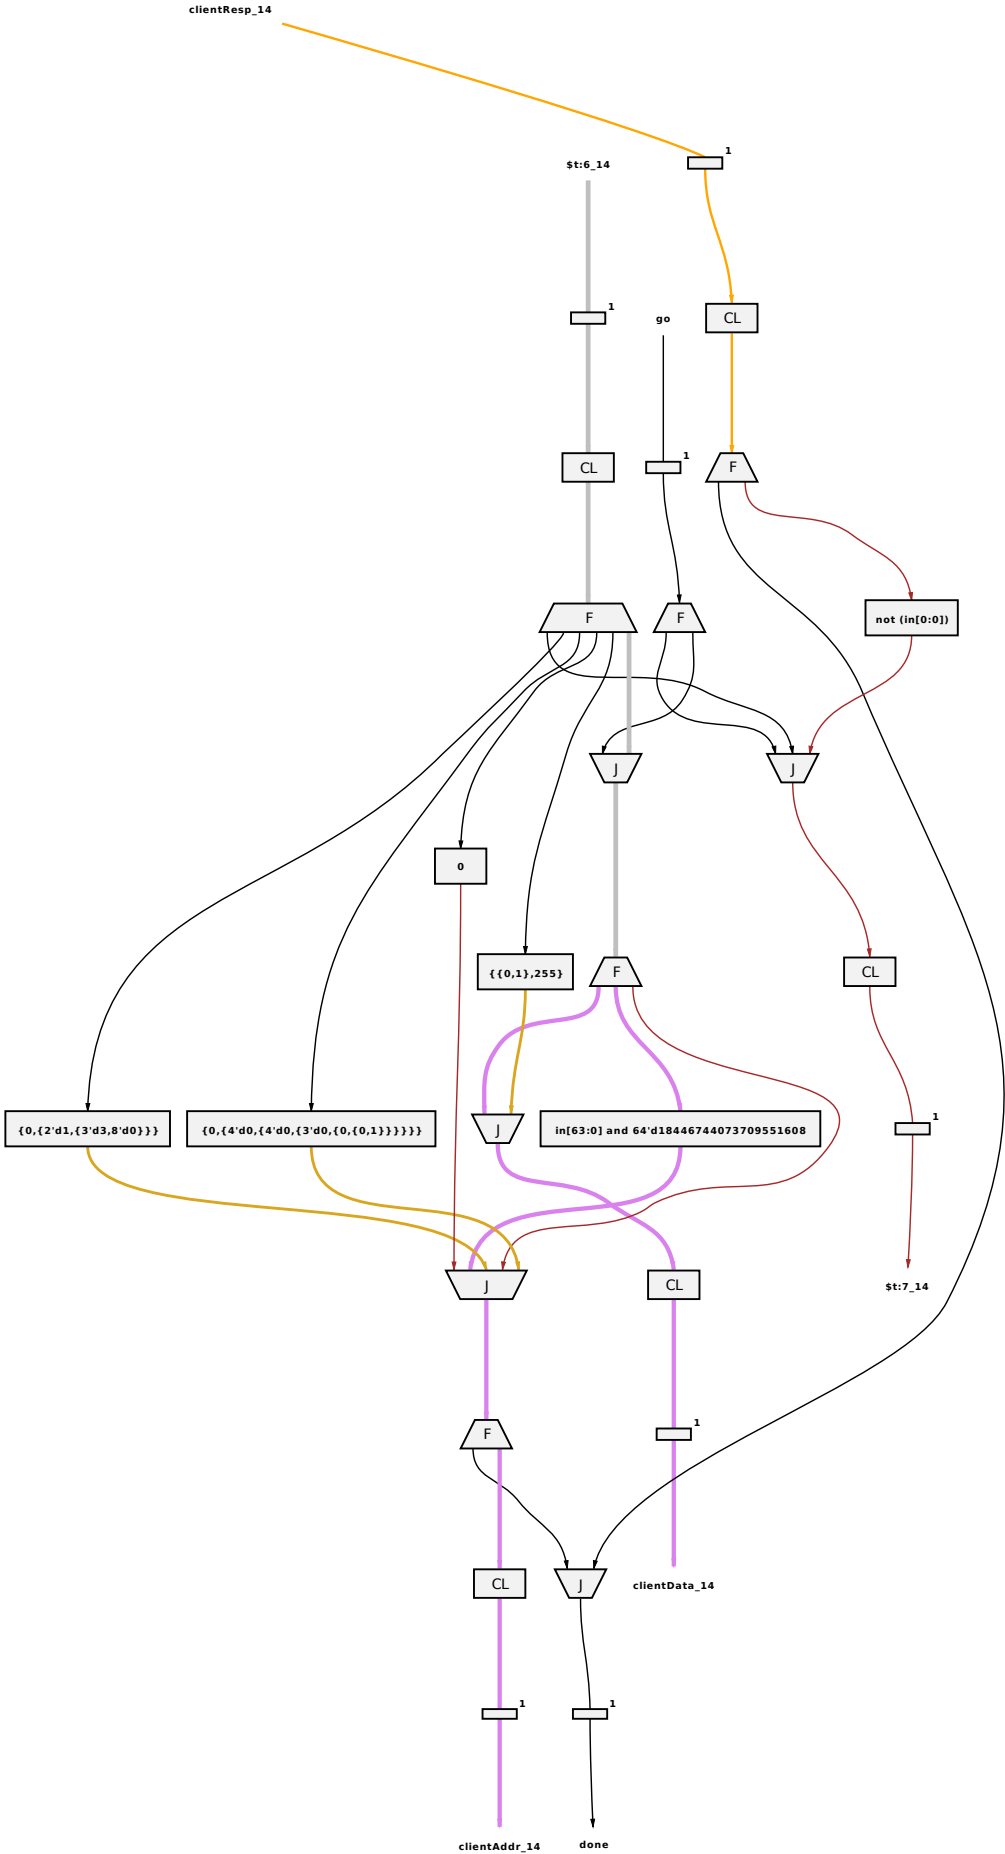 clientResp_14
1
$t:6_14
1
go
CL
1
CL
F
F
F
not (in[0:0])
J
J
0
{{0,1},255}
F
CL
{0,{2'd1,{3'd3,8'd0}}}
{0,{4'd0,{4'd0,{3'd0,{0,{0,1}}}}}}
J
in[63:0] and 64'd18446744073709551608
1
J
CL
$t:7_14
F
1
CL
J
clientData_14
1
1
clientAddr_14
done